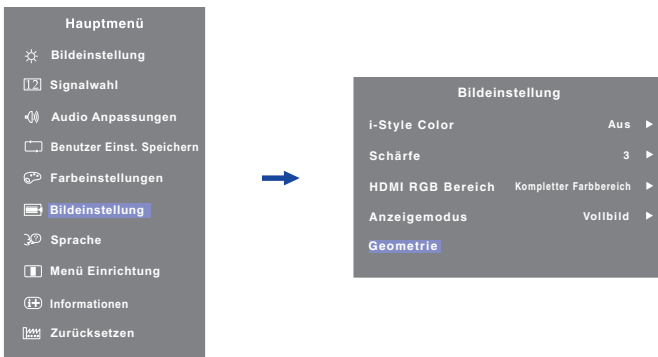 Hauptmenü
Bildeinstellung
12 Signalwahl
Audio Anpassungen
Benutzer Einst. Speichern
Farbeinstellungen
Bildeinstellung
Sprache
Menü Einrichtung
Informationen
Zurücksetzen
Bildeinstellung
i-Style Color Aus
Schärfe 3
HDMI RGB Bereich Kompletter Farbbereich
Anzeigemodus Vollbild
Geometrie